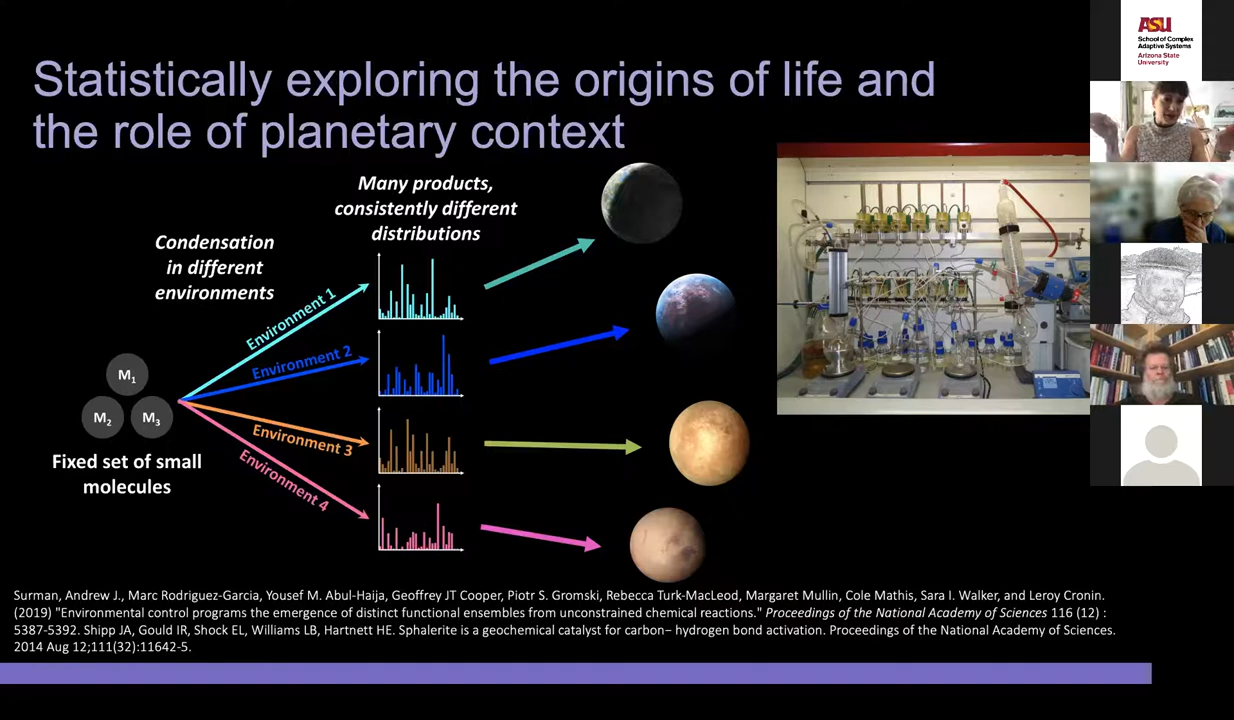 Statistically exploring the origins of life and
the role of planetary context
Many products,
consistently different
distributions
Condensation
in different
environments
Environment 1
Environment 2
Environment 3
Environment 4
M1
M2
M3
Fixed set of small
molecules
Surman, Andrew J., Marc Rodriguez-Garcia, Yousef M. Abul-Haija, Geoffrey JT Cooper, Piotr S. Gromski, Rebecca Turk-MacLeod, Margaret Mullin, Cole Mathis, Sara I. Walker, and Leroy Cronin.
(2019) "Environmental control programs the emergence of distinct functional ensembles from unconstrained chemical reactions." Proceedings of the National Academy of Sciences 116 (12) :
5387-5392. Shipp JA, Gould IR, Shock EL, Williams LB, Hartnett HE. Sphalerite is a geochemical catalyst for carbon− hydrogen bond activation. Proceedings of the National Academy of Sciences.
2014 Aug 12;111(32):11642-5.
ASU
School of Complex
Adaptive Systems
Arizona State
University